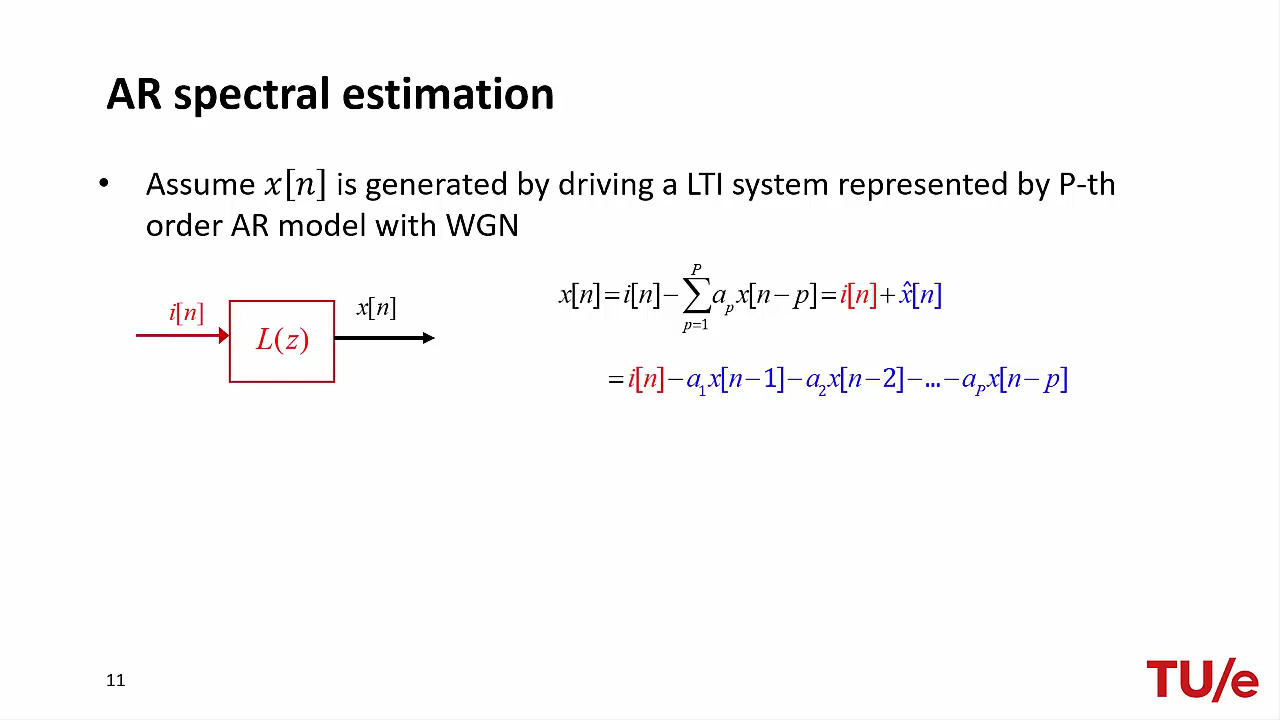 AR spectral estimation
• Assume x[n] is generated by driving a LTI system represented by P-th
order AR model with WGN
i[n]
L(z)
x[n]
x[n]=i[n]−∑_{p=1}^{P} a_p x[n−p]=i[n]+x̂[n]
=i[n]−a_1x[n−1]−a_2x[n−2]−...−a_Px[n−p]
11
TU/e